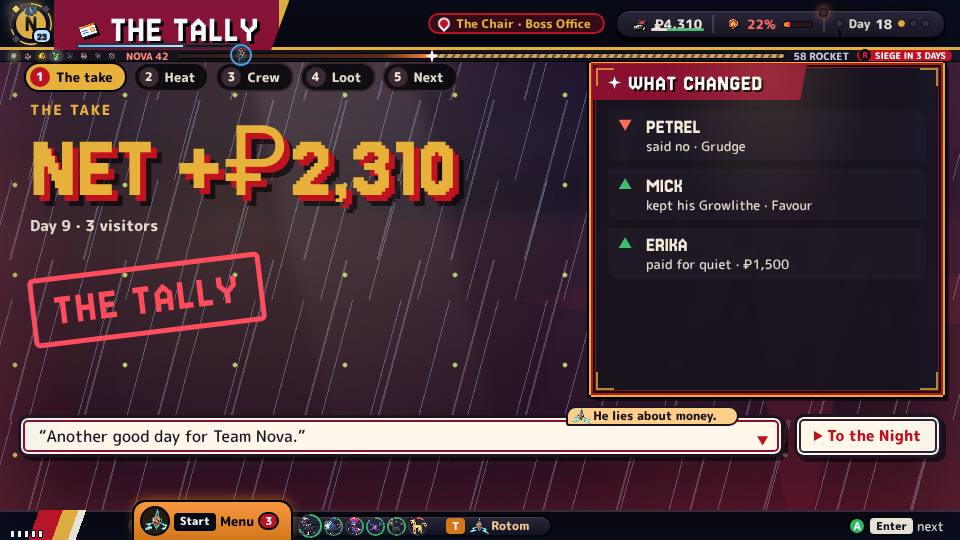 N
23
THE TALLY
The Chair · Boss Office
₽4,310
22%
Day 18
NOVA 42
58 ROCKET
R
SIEGE IN 3 DAYS
1 The take
2 Heat
3 Crew
4 Loot
5 Next
THE TAKE
NET +₽2,310
Day 9 · 3 visitors
THE TALLY
WHAT CHANGED
PETREL
said no · Grudge
MICK
kept his Growlithe · Favour
ERIKA
paid for quiet · ₽1,500
He lies about money.
“Another good day for Team Nova.”
To the Night
Start Menu 3
T Rotom
A Enter next